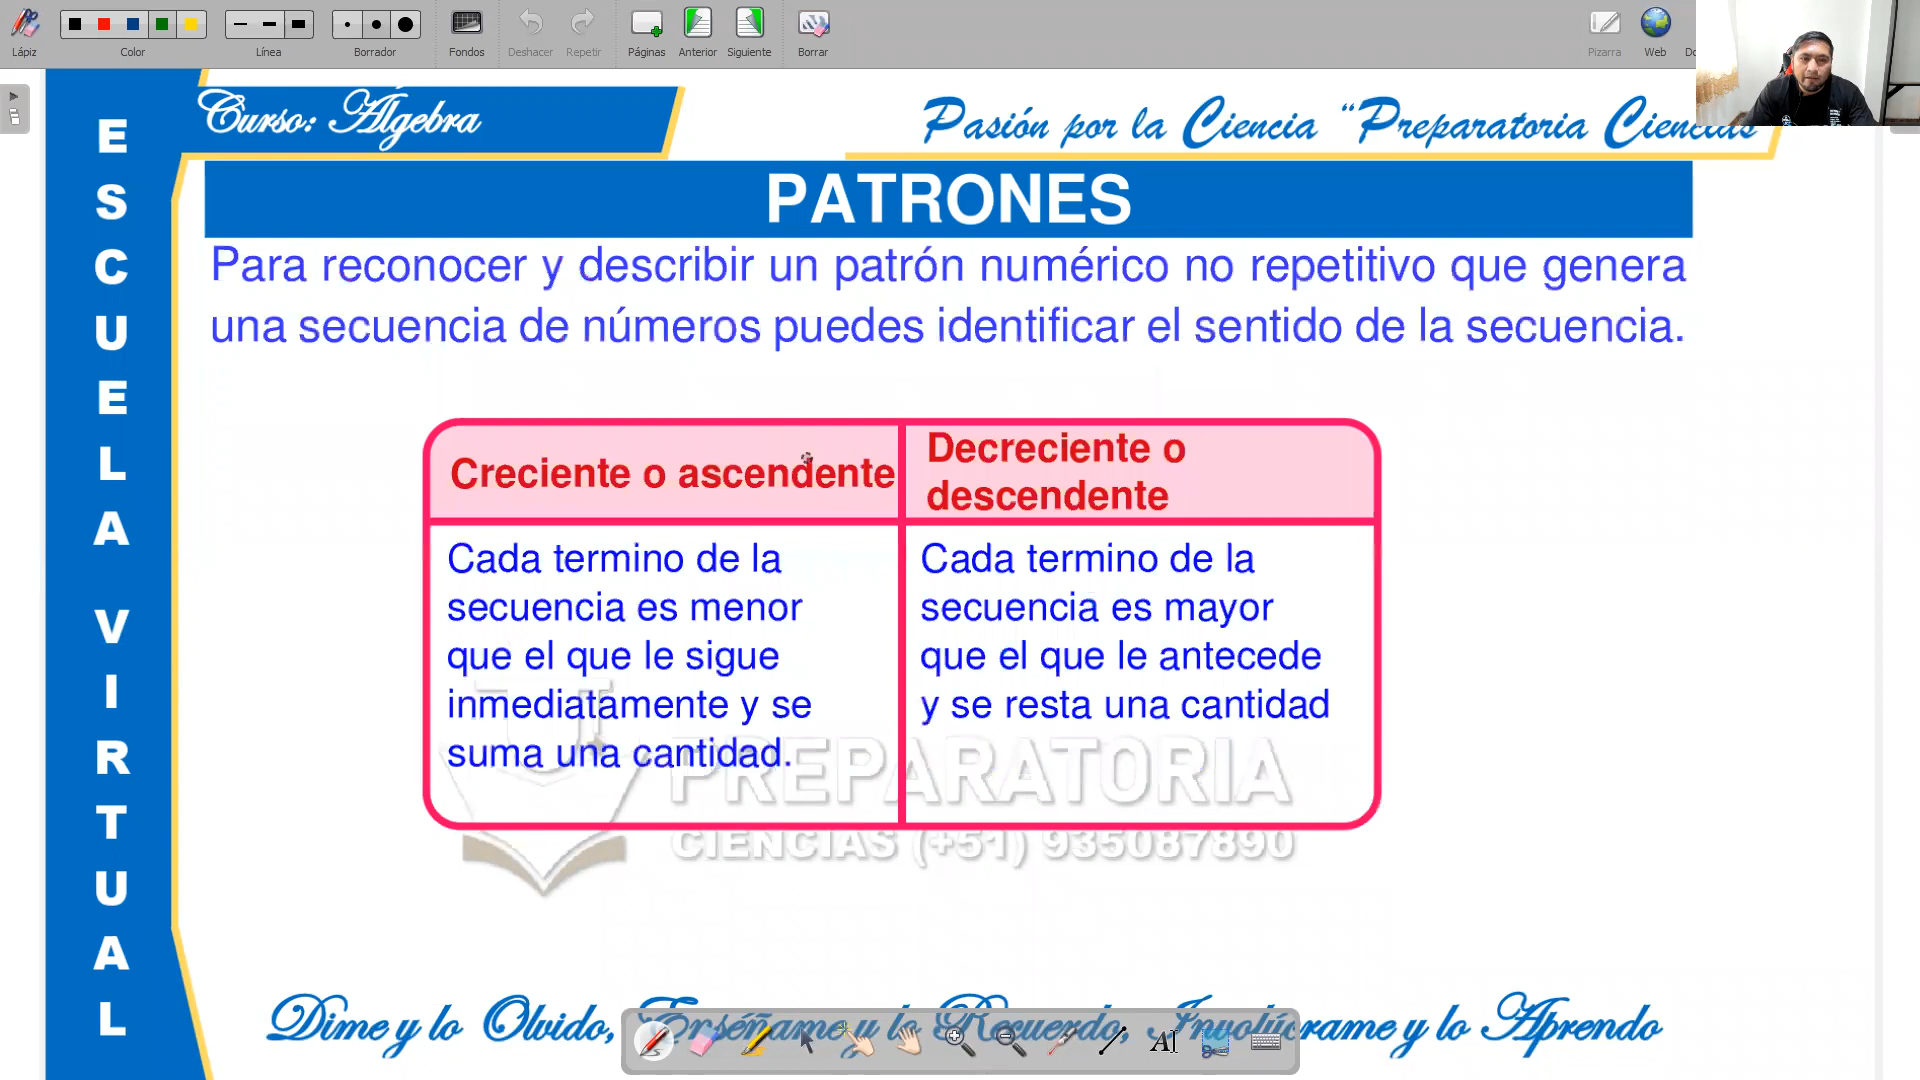 Lápiz
Color
Línea
Borrador
Fondos
Deshacer
Repetir
Páginas
Anterior
Siguiente
Borrar
Pizarra
Web
ESCUELA VIRTUAL
Curso: Álgebra
Pasión por la Ciencia “Preparatoria Ciencias
PATRONES
Para reconocer y describir un patrón numérico no repetitivo que genera
una secuencia de números puedes identificar el sentido de la secuencia.
Creciente o ascendente
Cada termino de la
secuencia es menor
que el que le sigue
inmediatamente y se
suma una cantidad.
Decreciente o
descendente
Cada termino de la
secuencia es mayor
que el que le antecede
y se resta una cantidad
PREPARATORIA
CIENCIAS (+51) 935087890
Dime y lo Olvido, Enséñame y lo Recuerdo, Involúcrame y lo Aprendo